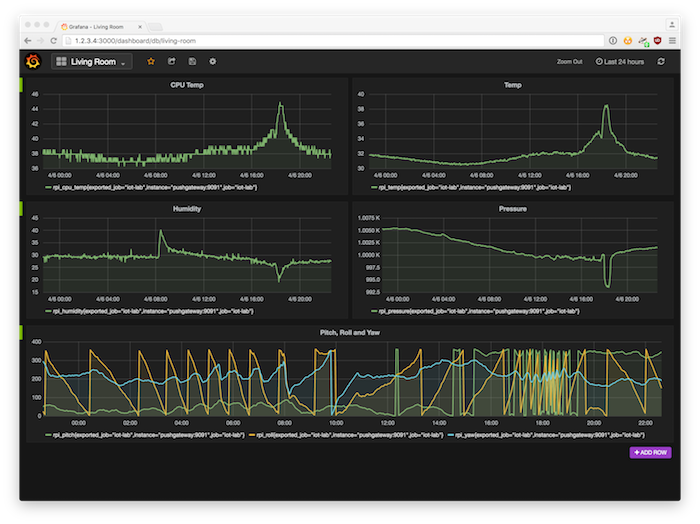 Grafana - Living Room
1.2.3.4:3000/dashboard/db/living-room
Living Room
Zoom Out
Last 24 hours
CPU Temp
46
44
42
40
38
36
4/6 00:00 4/6 04:00 4/6 08:00 4/6 12:00 4/6 16:00 4/6 20:00
rpi_cpu_temp{exported_job="iot-lab",instance="pushgateway:9091",job="iot-lab"}
Temp
40
38
36
34
32
30
4/6 00:00 4/6 04:00 4/6 08:00 4/6 12:00 4/6 16:00 4/6 20:00
rpi_temp{exported_job="iot-lab",instance="pushgateway:9091",job="iot-lab"}
Humidity
45
40
35
30
25
20
15
4/6 00:00 4/6 04:00 4/6 08:00 4/6 12:00 4/6 16:00 4/6 20:00
rpi_humidity{exported_job="iot-lab",instance="pushgateway:9091",job="iot-lab"}
Pressure
1.0075 K
1.0050 K
1.0025 K
1.0000 K
997.5
995.0
992.5
4/6 00:00 4/6 04:00 4/6 08:00 4/6 12:00 4/6 16:00 4/6 20:00
rpi_pressure{exported_job="iot-lab",instance="pushgateway:9091",job="iot-lab"}
Pitch, Roll and Yaw
400
300
200
100
0
00:00 02:00 04:00 06:00 08:00 10:00 12:00 14:00 16:00 18:00 20:00 22:00
rpi_pitch{exported_job="iot-lab",instance="pushgateway:9091",job="iot-lab"} rpi_roll{exported_job="iot-lab",instance="pushgateway:9091",job="iot-lab"} rpi_yaw{exported_job="iot-lab",instance="pushgateway:9091",job="iot-lab"}
+ ADD ROW